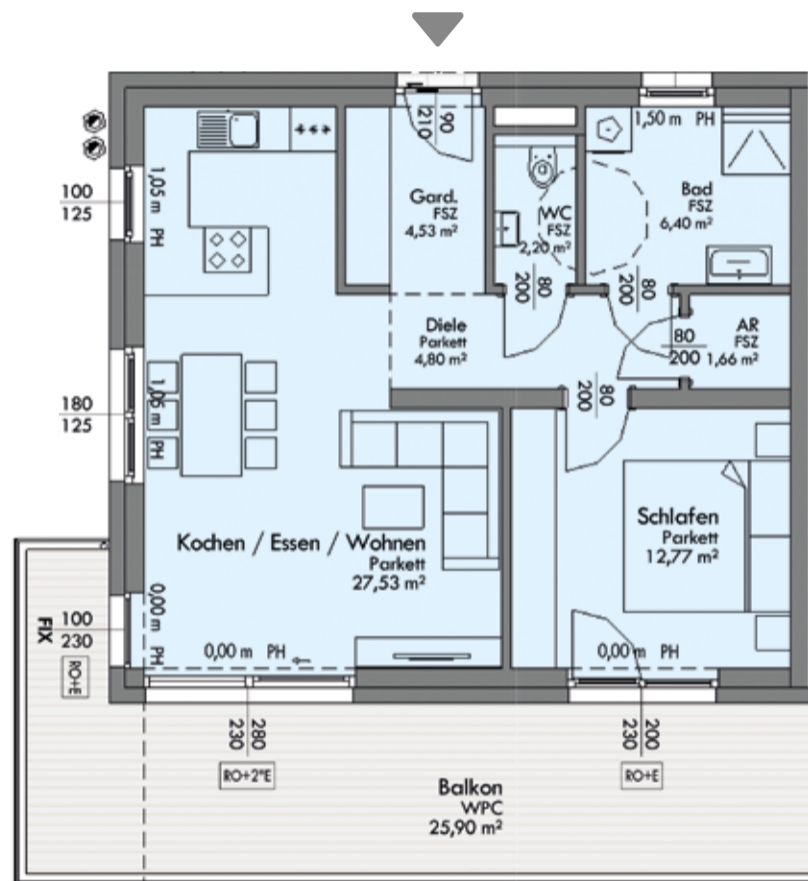 90
210
1,50 m PH
100
125
1,05 m PH
Gard.
FSZ
4,53 m²
WC
FSZ
2,20 m²
Bad
FSZ
6,40 m²
80
200
80
200
Diele
Parkett
4,80 m²
80
200
AR
FSZ
1,66 m²
80
200
180
125
1,05 m PH
Kochen / Essen / Wohnen
Parkett
27,53 m²
Schlafen
Parkett
12,77 m²
FIX
100
230
RO+E
0,00 m PH
0,00 m PH
0,00 m PH
280
230
RO+2*E
200
230
RO+E
Balkon
WPC
25,90 m²